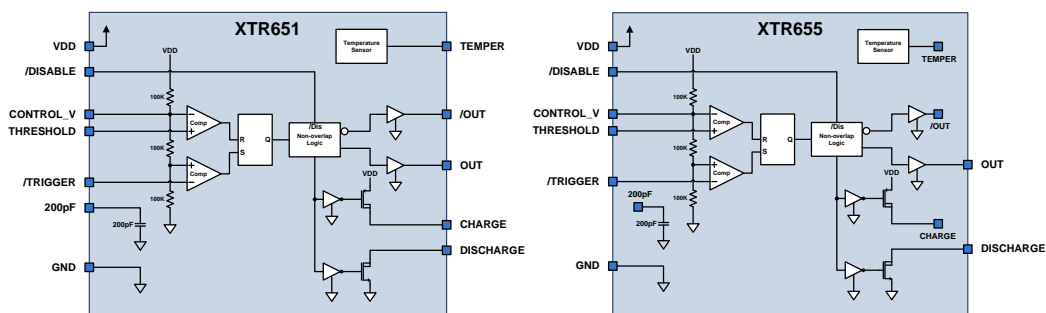 XTR651
VDD
/DISABLE
CONTROL_V
THRESHOLD
/TRIGGER
200pF
GND
VDD
100K
100K
100K
200pF
Comp
Comp
R
S
Q
/Dis
Non-overlap
Logic
VDD
Temperature
Sensor
TEMPER
/OUT
OUT
CHARGE
DISCHARGE
XTR655
VDD
/DISABLE
CONTROL_V
THRESHOLD
/TRIGGER
GND
VDD
100K
100K
100K
200pF
200pF
Comp
Comp
R
S
Q
/Dis
Non-overlap
Logic
VDD
Temperature
Sensor
TEMPER
/OUT
CHARGE
OUT
DISCHARGE